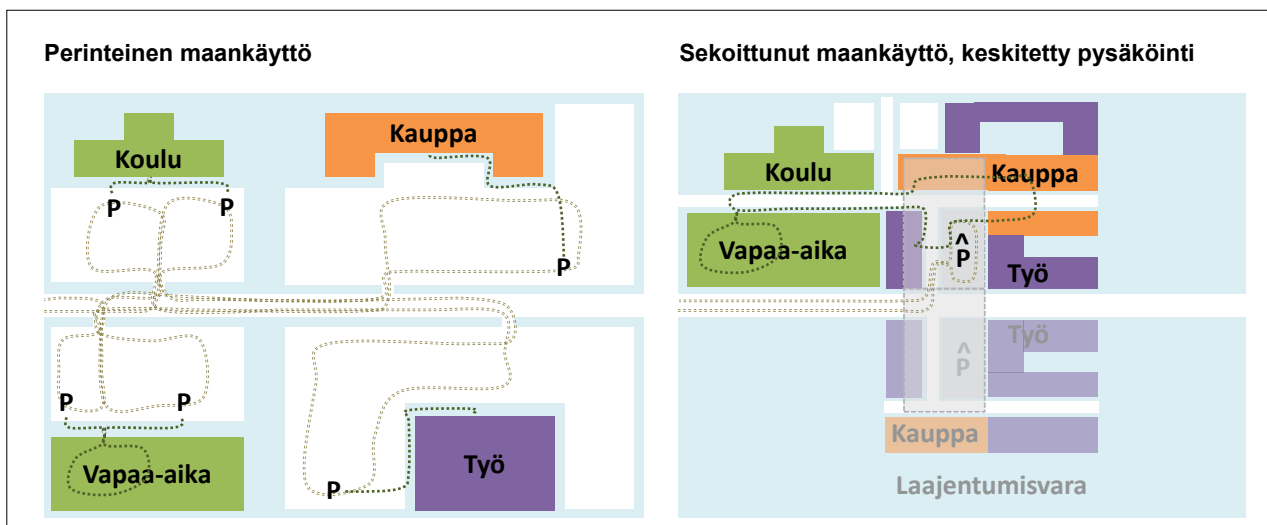 Perinteinen maankäyttö
Koulu
Kauppa
P
P
P
P
P
Vapaa-aika
Työ
P
Sekoittunut maankäyttö, keskitetty pysäköinti
Koulu
Kauppa
Vapaa-aika
^
P
Työ
Työ
^
P
Kauppa
Laajentumisvara